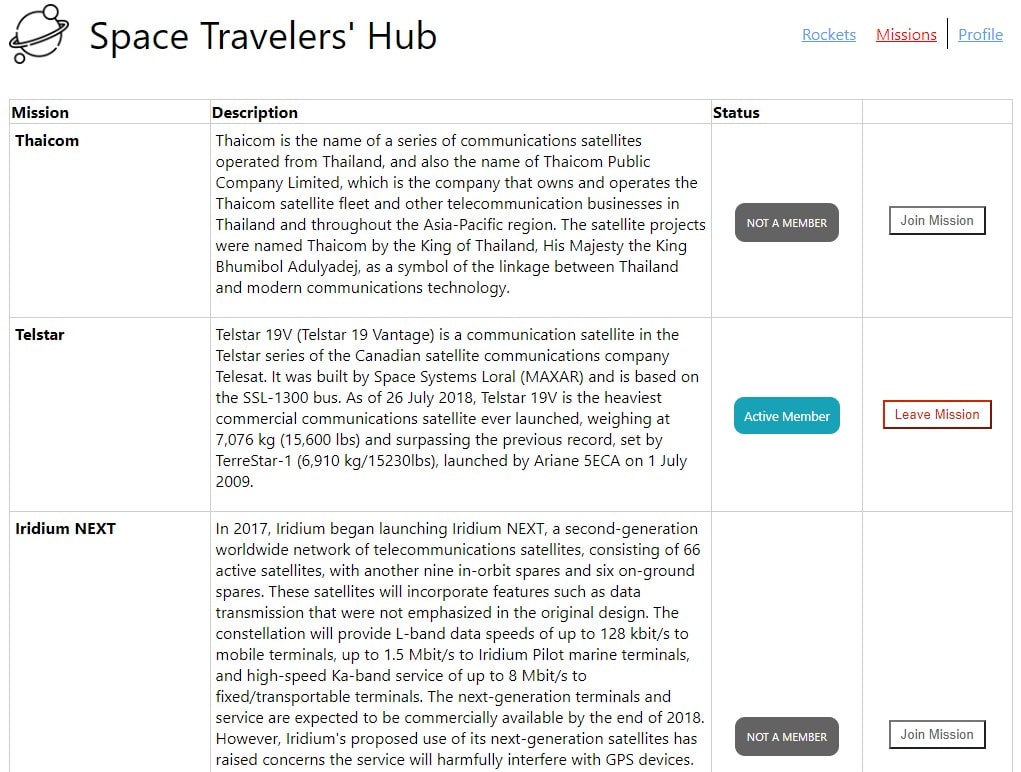 Space Travelers' Hub
Rockets Missions Profile
Mission Description Status
Thaicom
Thaicom is the name of a series of communications satellites
operated from Thailand, and also the name of Thaicom Public
Company Limited, which is the company that owns and operates the
Thaicom satellite fleet and other telecommunication businesses in
Thailand and throughout the Asia-Pacific region. The satellite projects
were named Thaicom by the King of Thailand, His Majesty the King
Bhumibol Adulyadej, as a symbol of the linkage between Thailand
and modern communications technology.
NOT A MEMBER
Join Mission
Telstar
Telstar 19V (Telstar 19 Vantage) is a communication satellite in the
Telstar series of the Canadian satellite communications company
Telesat. It was built by Space Systems Loral (MAXAR) and is based on
the SSL-1300 bus. As of 26 July 2018, Telstar 19V is the heaviest
commercial communications satellite ever launched, weighing at
7,076 kg (15,600 lbs) and surpassing the previous record, set by
TerreStar-1 (6,910 kg/15230lbs), launched by Ariane 5ECA on 1 July
2009.
Active Member
Leave Mission
Iridium NEXT
In 2017, Iridium began launching Iridium NEXT, a second-generation
worldwide network of telecommunications satellites, consisting of 66
active satellites, with another nine in-orbit spares and six on-ground
spares. These satellites will incorporate features such as data
transmission that were not emphasized in the original design. The
constellation will provide L-band data speeds of up to 128 kbit/s to
mobile terminals, up to 1.5 Mbit/s to Iridium Pilot marine terminals,
and high-speed Ka-band service of up to 8 Mbit/s to
fixed/transportable terminals. The next-generation terminals and
service are expected to be commercially available by the end of 2018.
However, Iridium's proposed use of its next-generation satellites has
raised concerns the service will harmfully interfere with GPS devices.
NOT A MEMBER
Join Mission